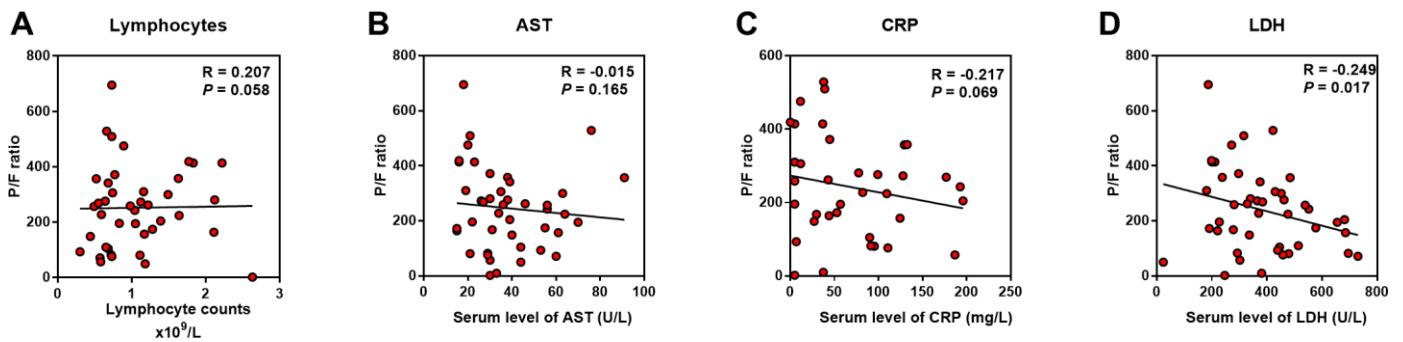 A
Lymphocytes
R = 0.207
P = 0.058
P/F ratio
800
600
400
200
0
0 1 2 3
Lymphocyte counts
x10⁹/L
B
AST
R = -0.015
P = 0.165
P/F ratio
800
600
400
200
0
0 20 40 60 80 100
Serum level of AST (U/L)
C
CRP
R = -0.217
P = 0.069
P/F ratio
600
400
200
0
0 50 100 150 200 250
Serum level of CRP (mg/L)
D
LDH
R = -0.249
P = 0.017
P/F ratio
800
600
400
200
0
0 200 400 600 800
Serum level of LDH (U/L)